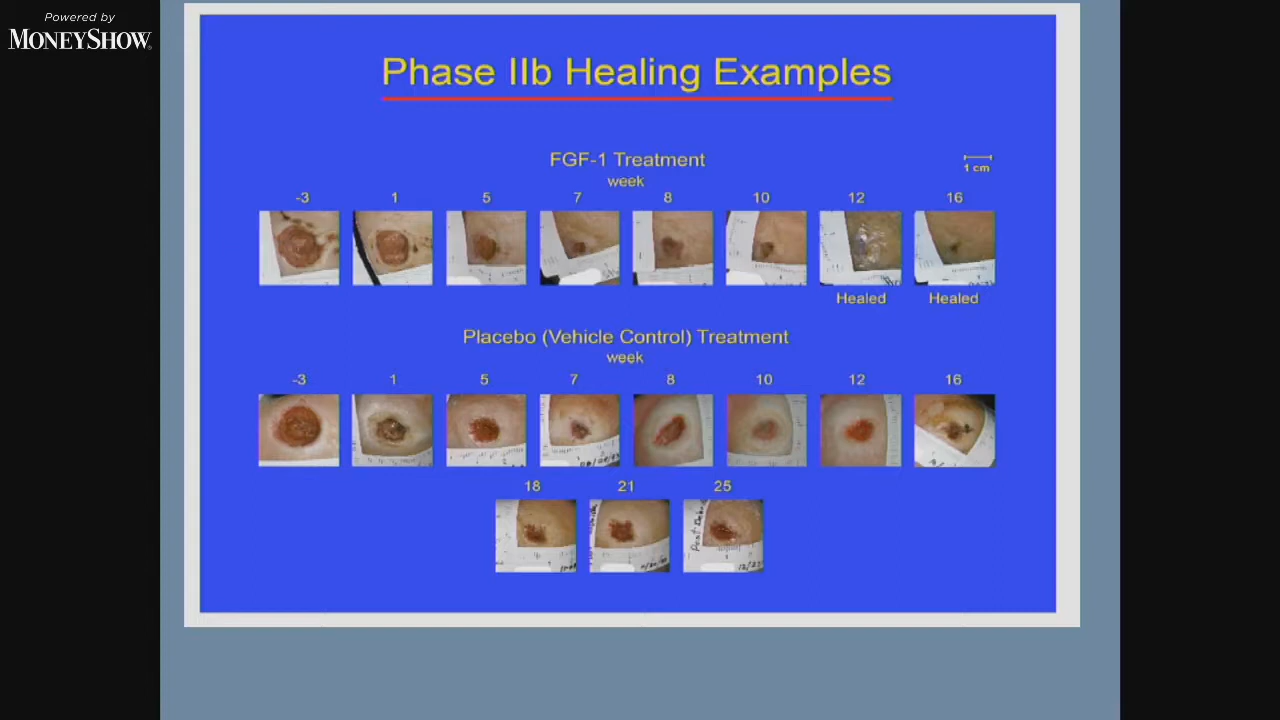 Powered by
MONEYSHOW
Phase IIb Healing Examples
FGF-1 Treatment
week
1 cm
-3 1 5 7 8 10 12 16
Healed Healed
Placebo (Vehicle Control) Treatment
week
-3 1 5 7 8 10 12 16
18 21 25